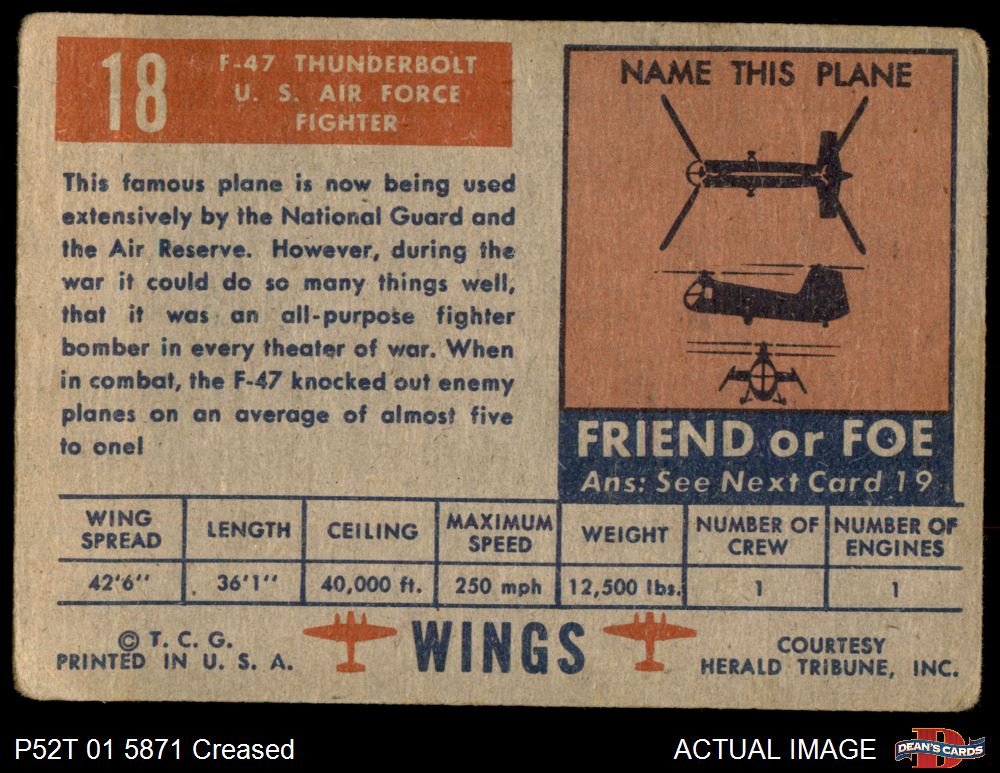 18
F-47 THUNDERBOLT
U. S. AIR FORCE
FIGHTER
This famous plane is now being used
extensively by the National Guard and
the Air Reserve. However, during the
war it could do so many things well,
that it was an all-purpose fighter
bomber in every theater of war. When
in combat, the F-47 knocked out enemy
planes on an average of almost five
to one!
NAME THIS PLANE
FRIEND or FOE
Ans: See Next Card 19
WING SPREAD LENGTH CEILING MAXIMUM SPEED WEIGHT NUMBER OF CREW NUMBER OF ENGINES
42'6'' 36'1'' 40,000 ft. 250 mph 12,500 lbs. 1 1
© T. C. G.
PRINTED IN U. S. A.
WINGS
COURTESY
HERALD TRIBUNE, INC.
P52T 01 5871 Creased
ACTUAL IMAGE
DEAN'S CARDS